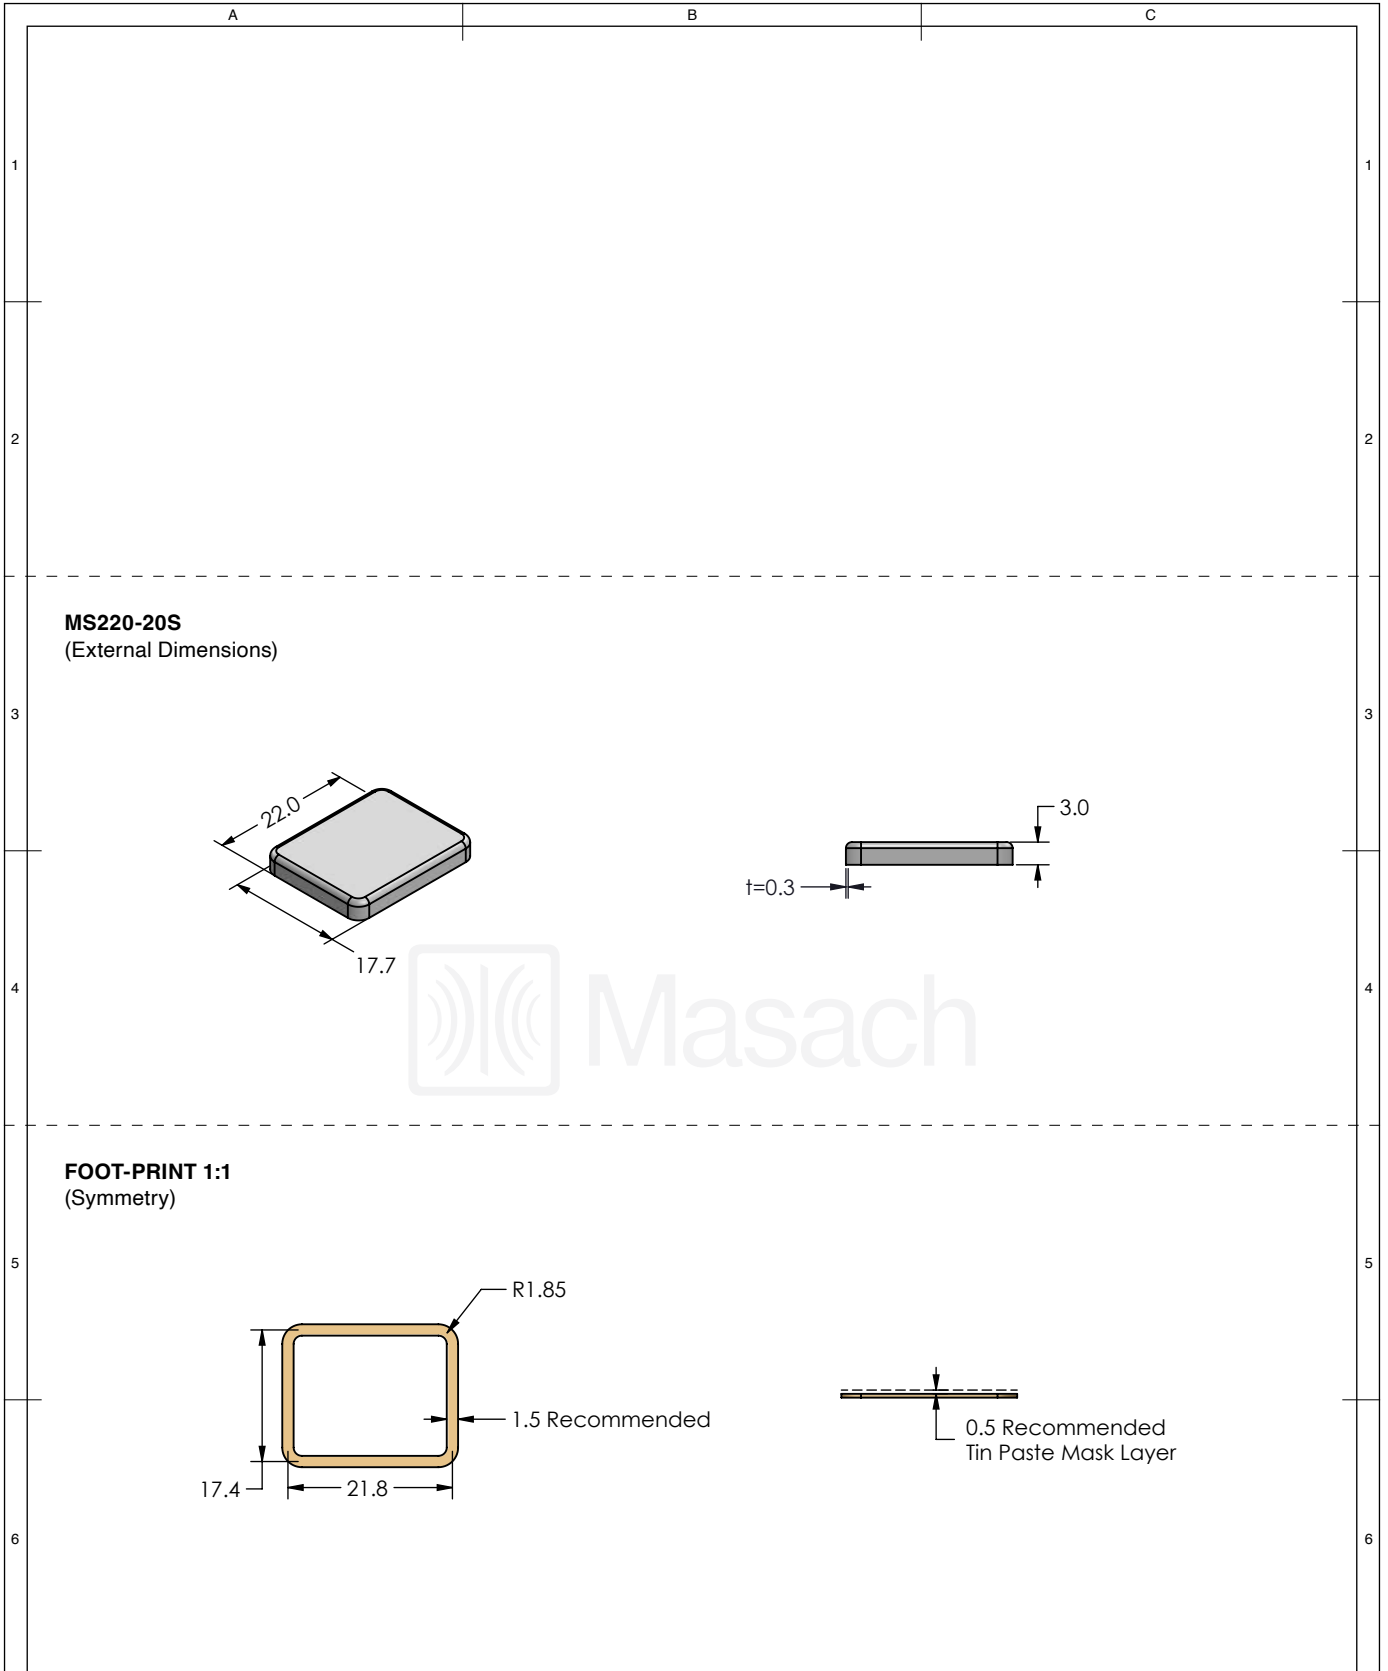 A B C
1 1
2 2
MS220-20S
(External Dimensions)
3 3
22.0
3.0
t=0.3
17.7
4 4
Masach
FOOT-PRINT 1:1
(Symmetry)
5 5
R1.85
1.5 Recommended
0.5 Recommended
Tin Paste Mask Layer
17.4
21.8
6 6